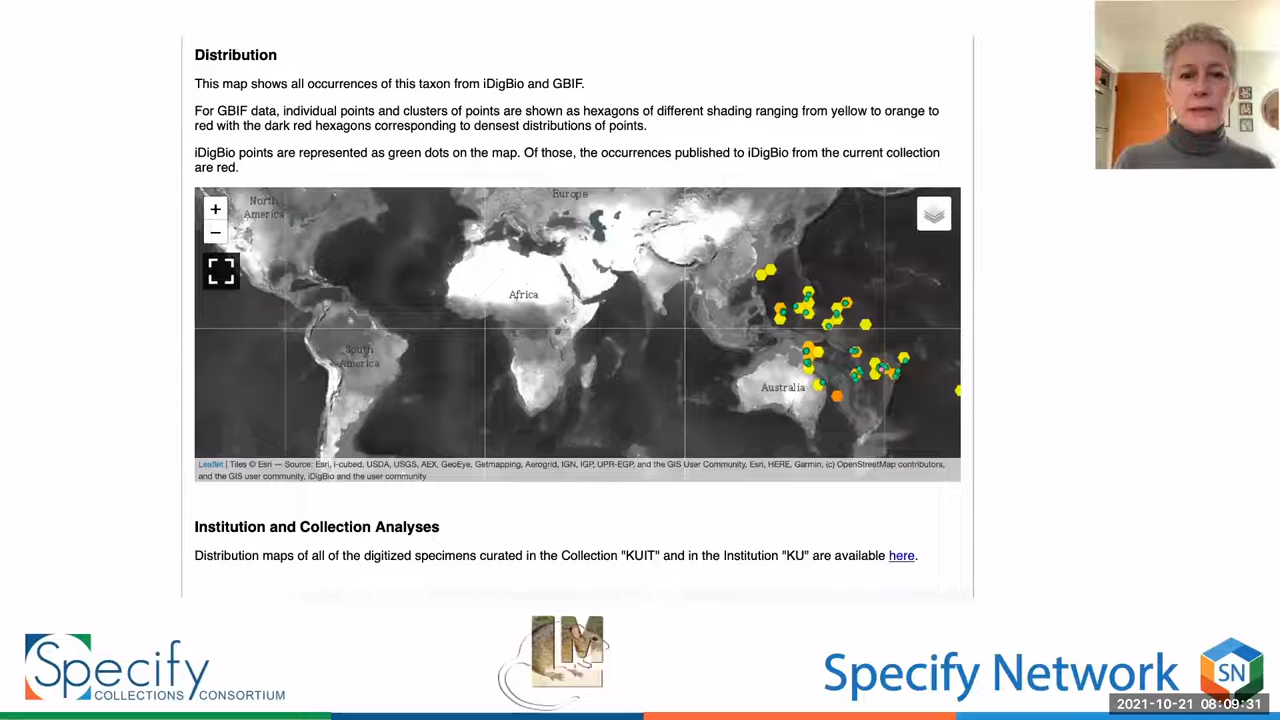 Distribution
This map shows all occurrences of this taxon from iDigBio and GBIF.
For GBIF data, individual points and clusters of points are shown as hexagons of different shading ranging from yellow to orange to
red with the dark red hexagons corresponding to densest distributions of points.
iDigBio points are represented as green dots on the map. Of those, the occurrences published to iDigBio from the current collection
are red.
North
America
Europe
+
−
Africa
South
America
Australia
Leaflet | Tiles © Esri — Source: Esri, i-cubed, USDA, USGS, AEX, GeoEye, Getmapping, Aerogrid, IGN, IGP, UPR-EGP, and the GIS User Community, Esri, HERE, Garmin, (c) OpenStreetMap contributors,
and the GIS user community, iDigBio and the user community
Institution and Collection Analyses
Distribution maps of all of the digitized specimens curated in the Collection "KUIT" and in the Institution "KU" are available here.
Specify
COLLECTIONS CONSORTIUM
LM
Specify Network
SN
2021-10-21 08:09:31